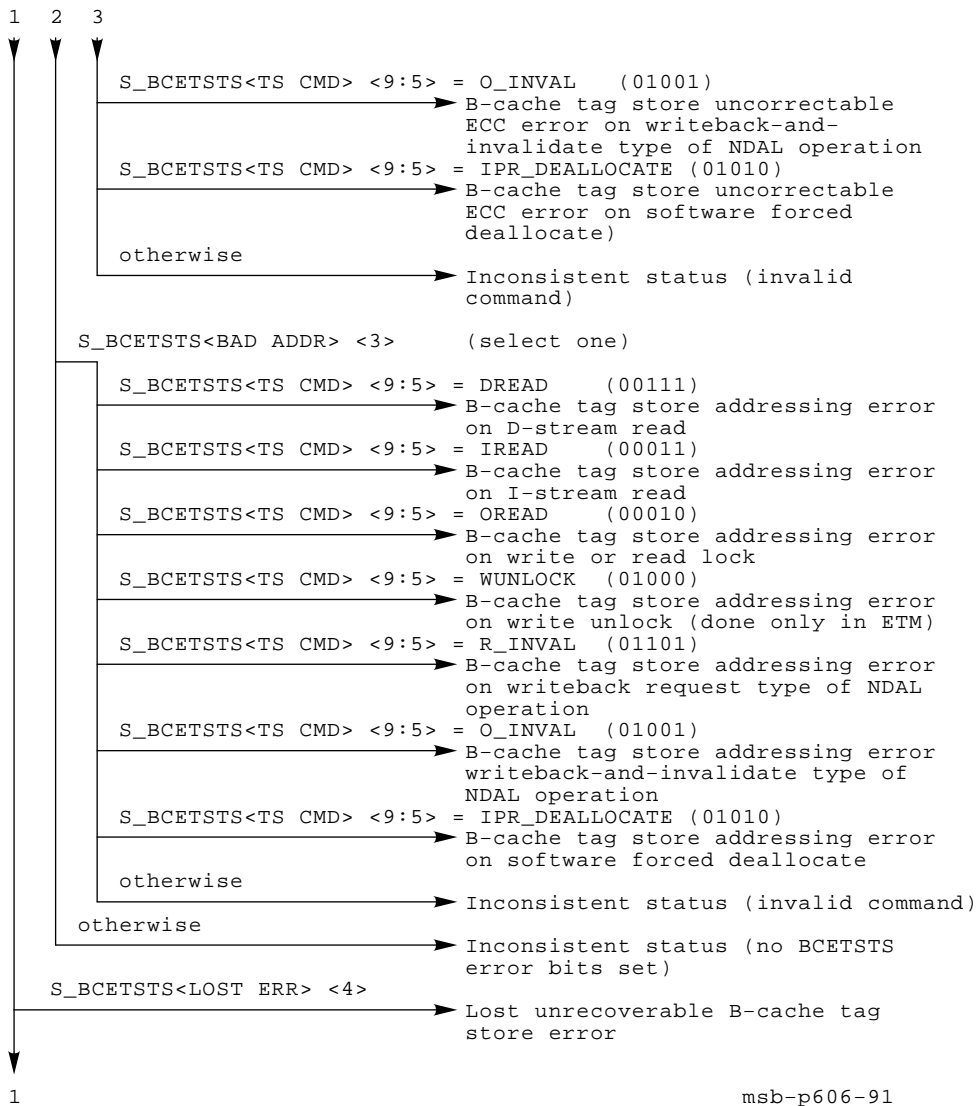 1 2 3
S_BCETSTS<TS CMD> <9:5> = O_INVAL (01001)
B-cache tag store uncorrectable
ECC error on writeback-and-
invalidate type of NDAL operation
S_BCETSTS<TS CMD> <9:5> = IPR_DEALLOCATE (01010)
B-cache tag store uncorrectable
ECC error on software forced
deallocate)
otherwise
Inconsistent status (invalid
command)
S_BCETSTS<BAD ADDR> <3> (select one)
S_BCETSTS<TS CMD> <9:5> = DREAD (00111)
B-cache tag store addressing error
on D-stream read
S_BCETSTS<TS CMD> <9:5> = IREAD (00011)
B-cache tag store addressing error
on I-stream read
S_BCETSTS<TS CMD> <9:5> = OREAD (00010)
B-cache tag store addressing error
on write or read lock
S_BCETSTS<TS CMD> <9:5> = WUNLOCK (01000)
B-cache tag store addressing error
on write unlock (done only in ETM)
S_BCETSTS<TS CMD> <9:5> = R_INVAL (01101)
B-cache tag store addressing error
on writeback request type of NDAL
operation
S_BCETSTS<TS CMD> <9:5> = O_INVAL (01001)
B-cache tag store addressing error
writeback-and-invalidate type of
NDAL operation
S_BCETSTS<TS CMD> <9:5> = IPR_DEALLOCATE (01010)
B-cache tag store addressing error
on software forced deallocate
otherwise
Inconsistent status (invalid command)
otherwise
Inconsistent status (no BCETSTS
error bits set)
S_BCETSTS<LOST ERR> <4>
Lost unrecoverable B-cache tag
store error
1 msb-p606-91